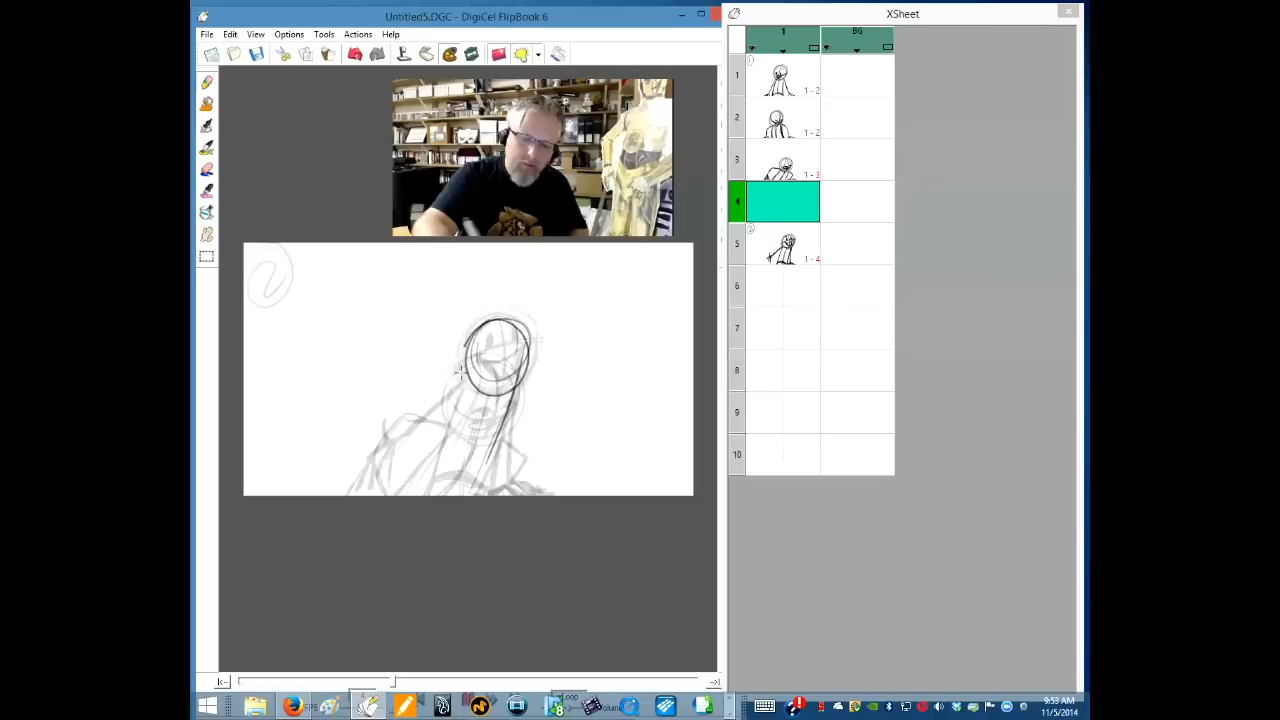 Untitled5.DGC - DigiCel FlipBook 6
File Edit View Options Tools Actions Help
XSheet
1 BG
1 1 - 2
2 1 - 2
3 1 - 3
4
5 1 - 4
6
7
8
9
10
2
Loop
9:53 AM
11/5/2014